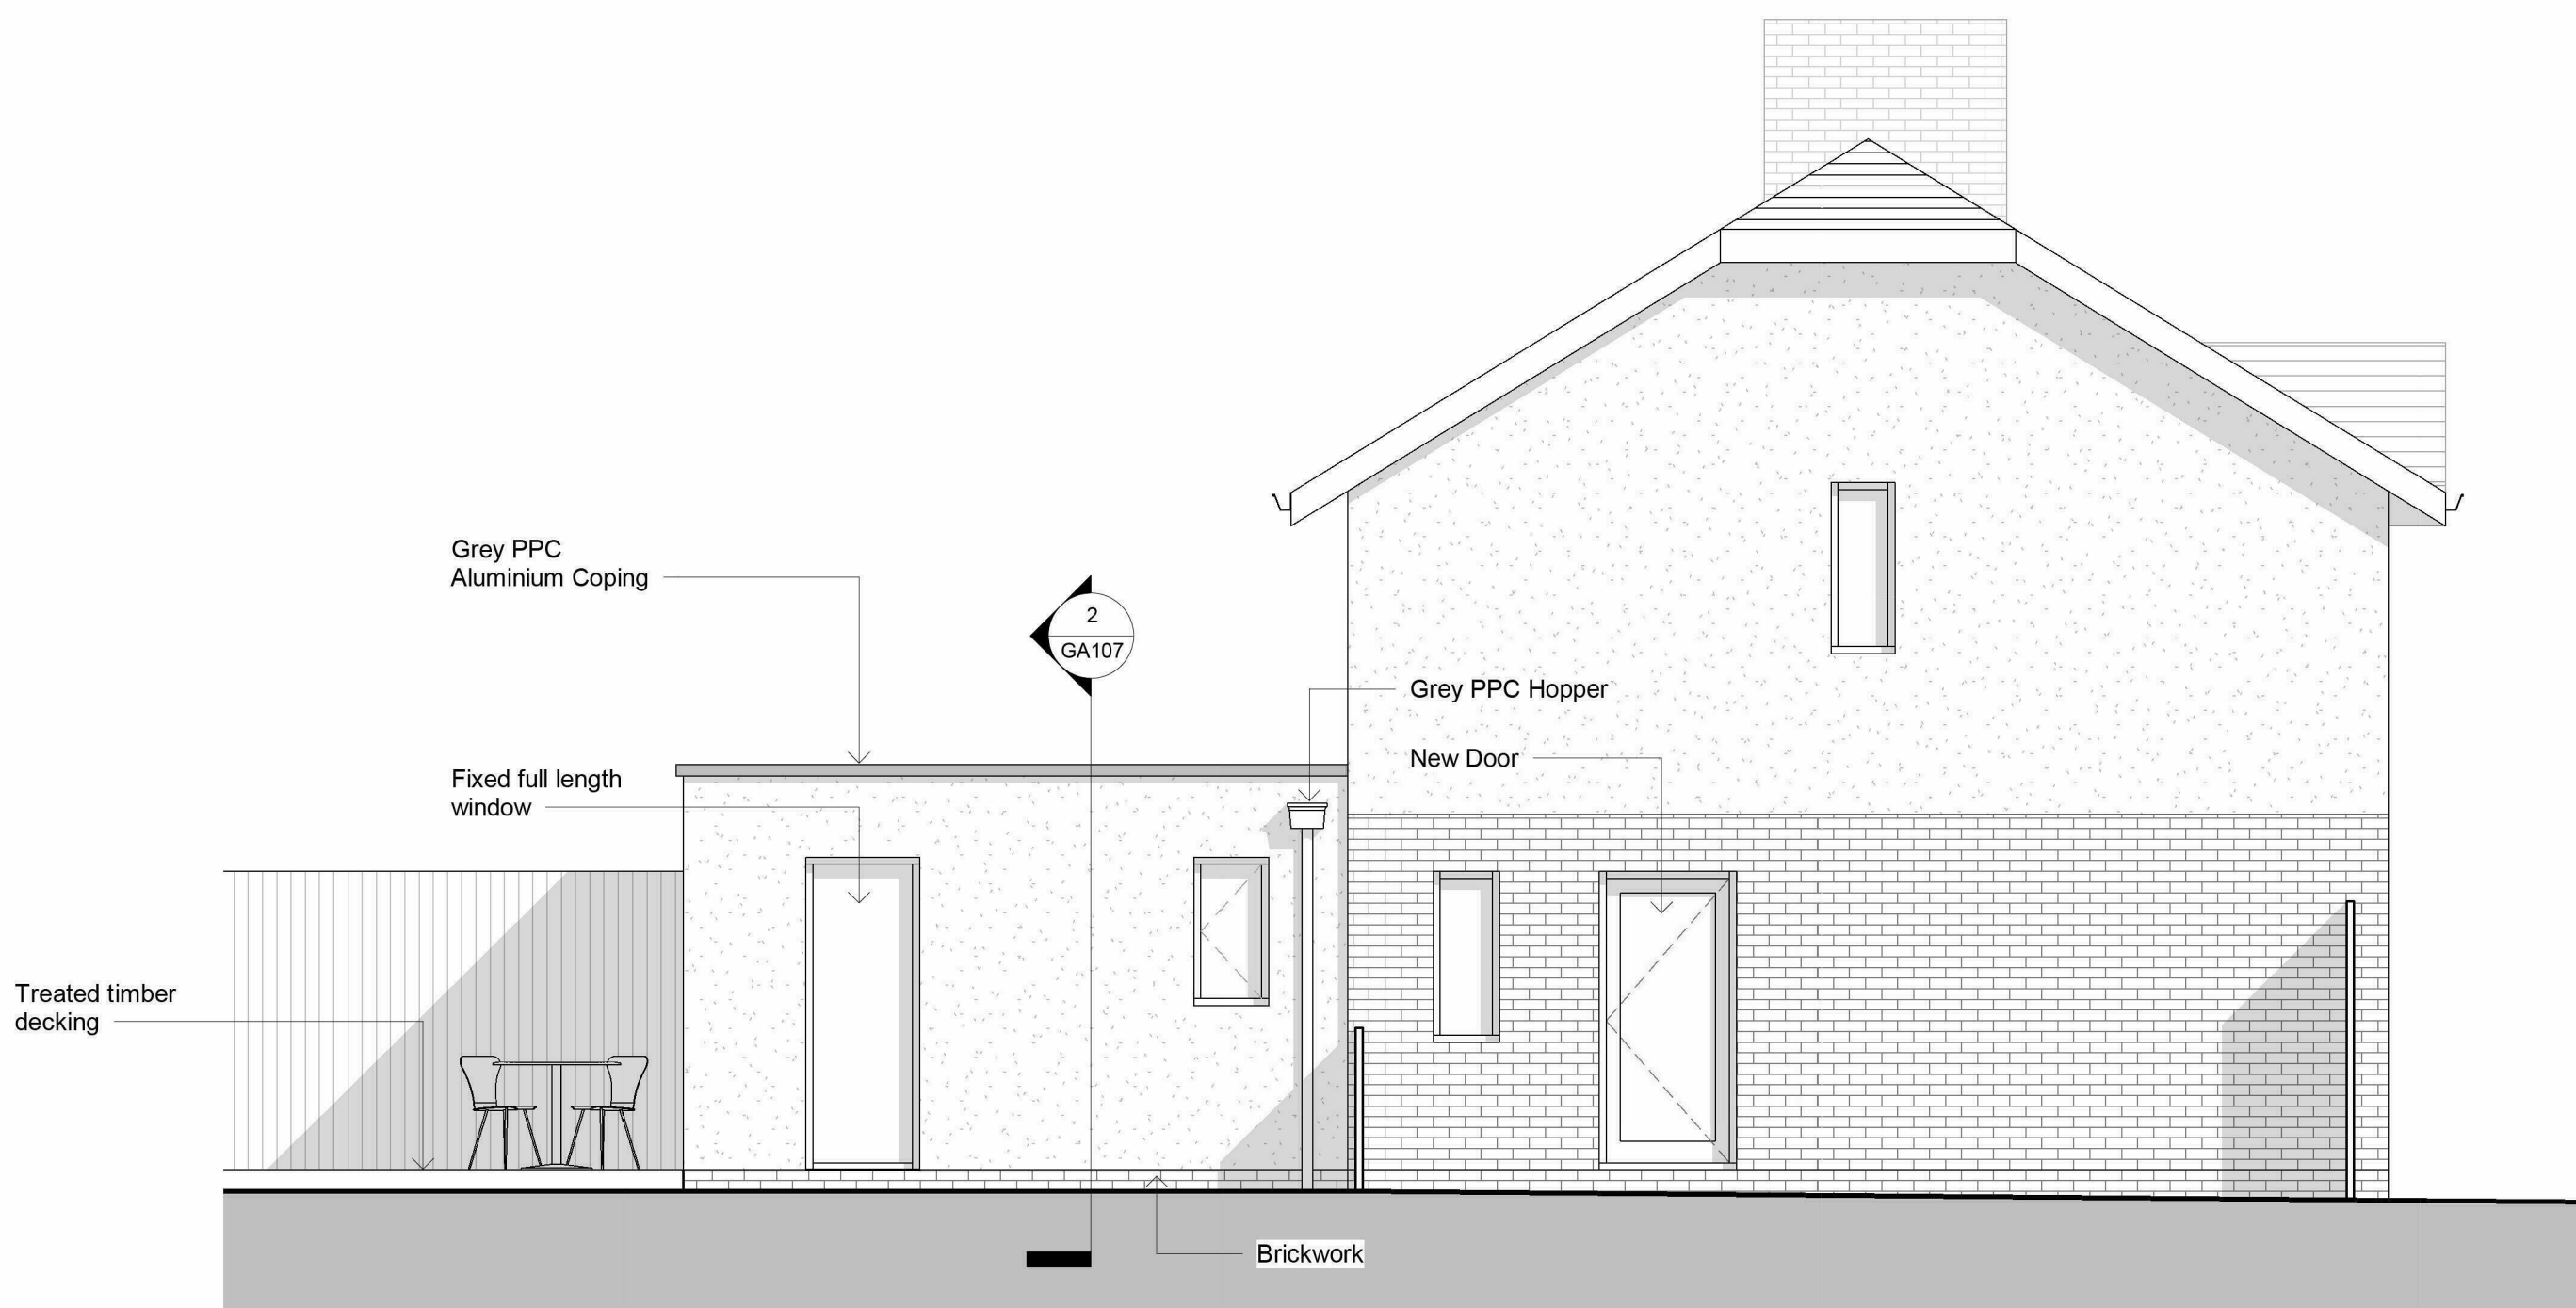 Grey PPC
Aluminium Coping
2
GA107
Grey PPC Hopper
New Door
Fixed full length
window
Treated timber
decking
Brickwork